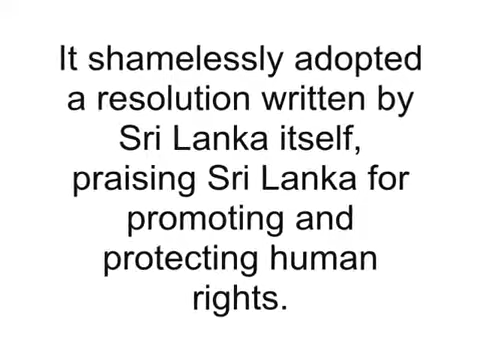 It shamelessly adopted
a resolution written by
Sri Lanka itself,
praising Sri Lanka for
promoting and
protecting human
rights.